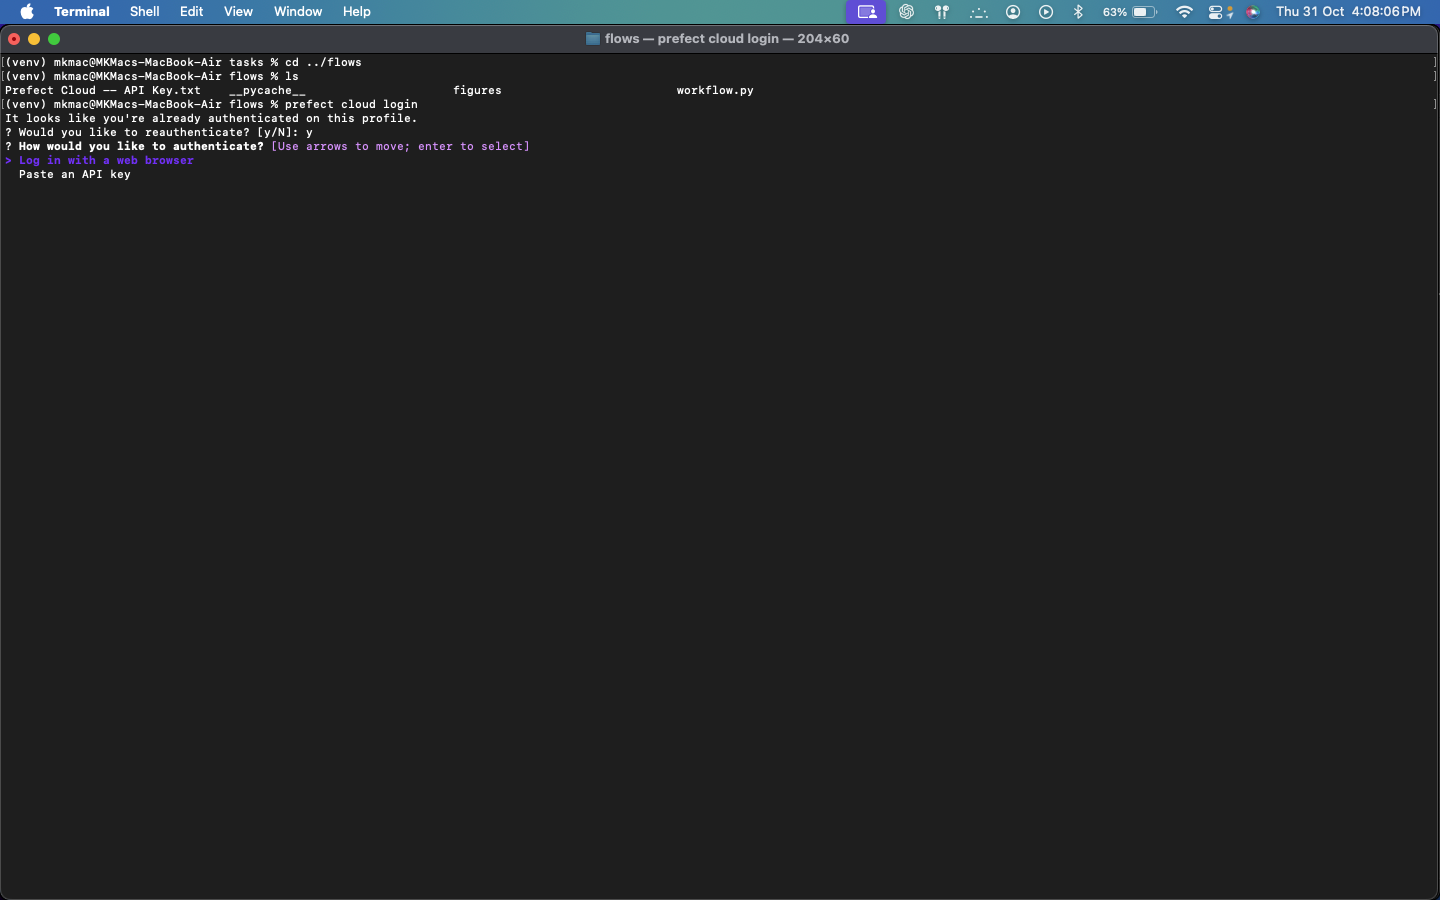 Terminal Shell Edit View Window Help 63% Thu 31 Oct 4:08:06 PM
flows — prefect cloud login — 204×60
[(venv) mkmac@MKMacs-MacBook-Air tasks % cd ../flows ]
[(venv) mkmac@MKMacs-MacBook-Air flows % ls ]
Prefect Cloud -- API Key.txt __pycache__ figures workflow.py
[(venv) mkmac@MKMacs-MacBook-Air flows % prefect cloud login ]
It looks like you're already authenticated on this profile.
? Would you like to reauthenticate? [y/N]: y
? How would you like to authenticate? [Use arrows to move; enter to select]
> Log in with a web browser
Paste an API key